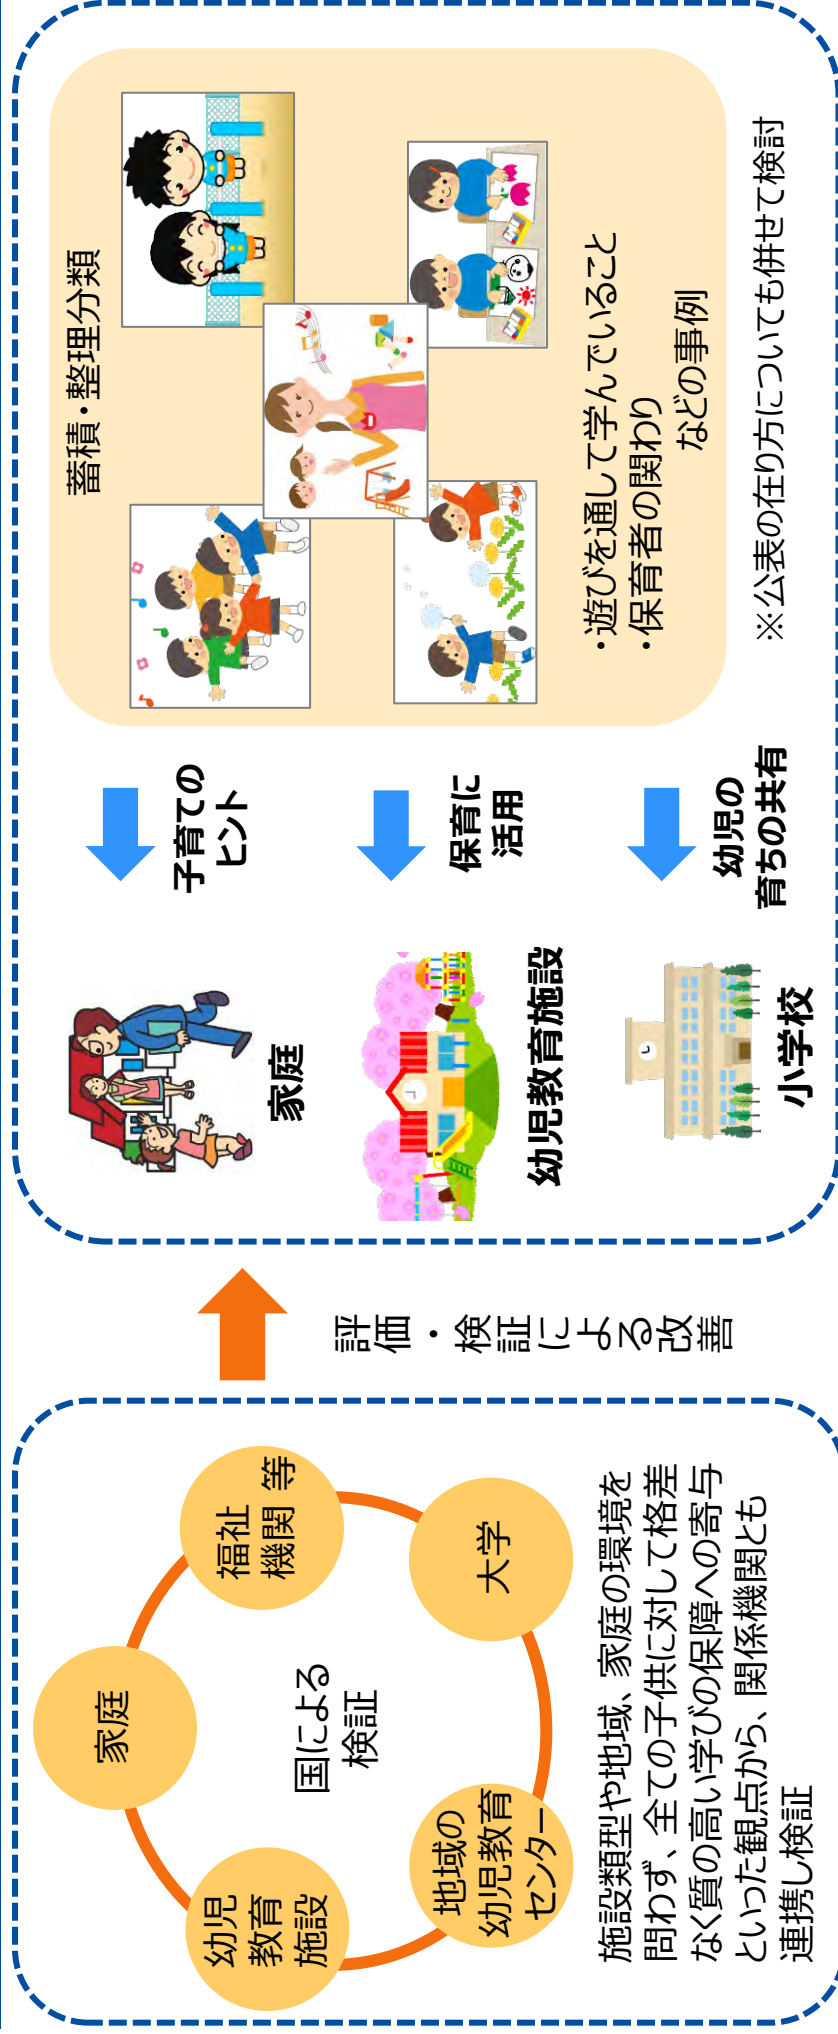 家庭
福祉
機関 等
大学
地域の
幼児教育
センター
幼児
教育
施設
国による
検証
施設類型や地域、家庭の環境を
問わず、全ての子供に対して格差
なく質の高い学びの保障への寄与
といった観点から、関係機関とも
連携し検証
評価・検証による改善
家庭
幼児教育施設
小学校
子育ての
ヒント
保育に
活用
幼児の
育ちの共有
蓄積・整理分類
・遊びを通して学んでいること
・保育者の関わり
などの事例
※公表の在り方についても併せて検討